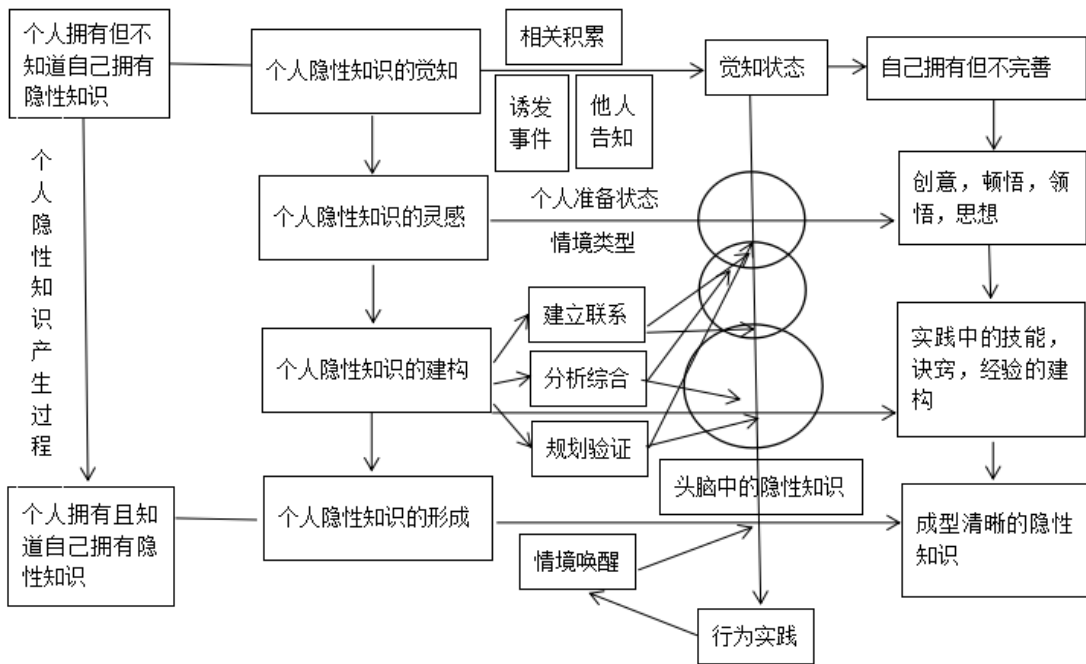 个人拥有但不
知道自己拥有
隐性知识
个人隐性知识的觉知
相关积累
诱发
事件
他人
告知
觉知状态
自己拥有但不完善
个人隐性知识产生过程
个人隐性知识的灵感
个人准备状态
情境类型
创意，顿悟，领
悟，思想
个人隐性知识的建构
建立联系
分析综合
规划验证
实践中的技能，
诀窍，经验的建
构
头脑中的隐性知识
个人拥有且知
道自己拥有隐
性知识
个人隐性知识的形成
成型清晰的隐性
知识
情境唤醒
行为实践